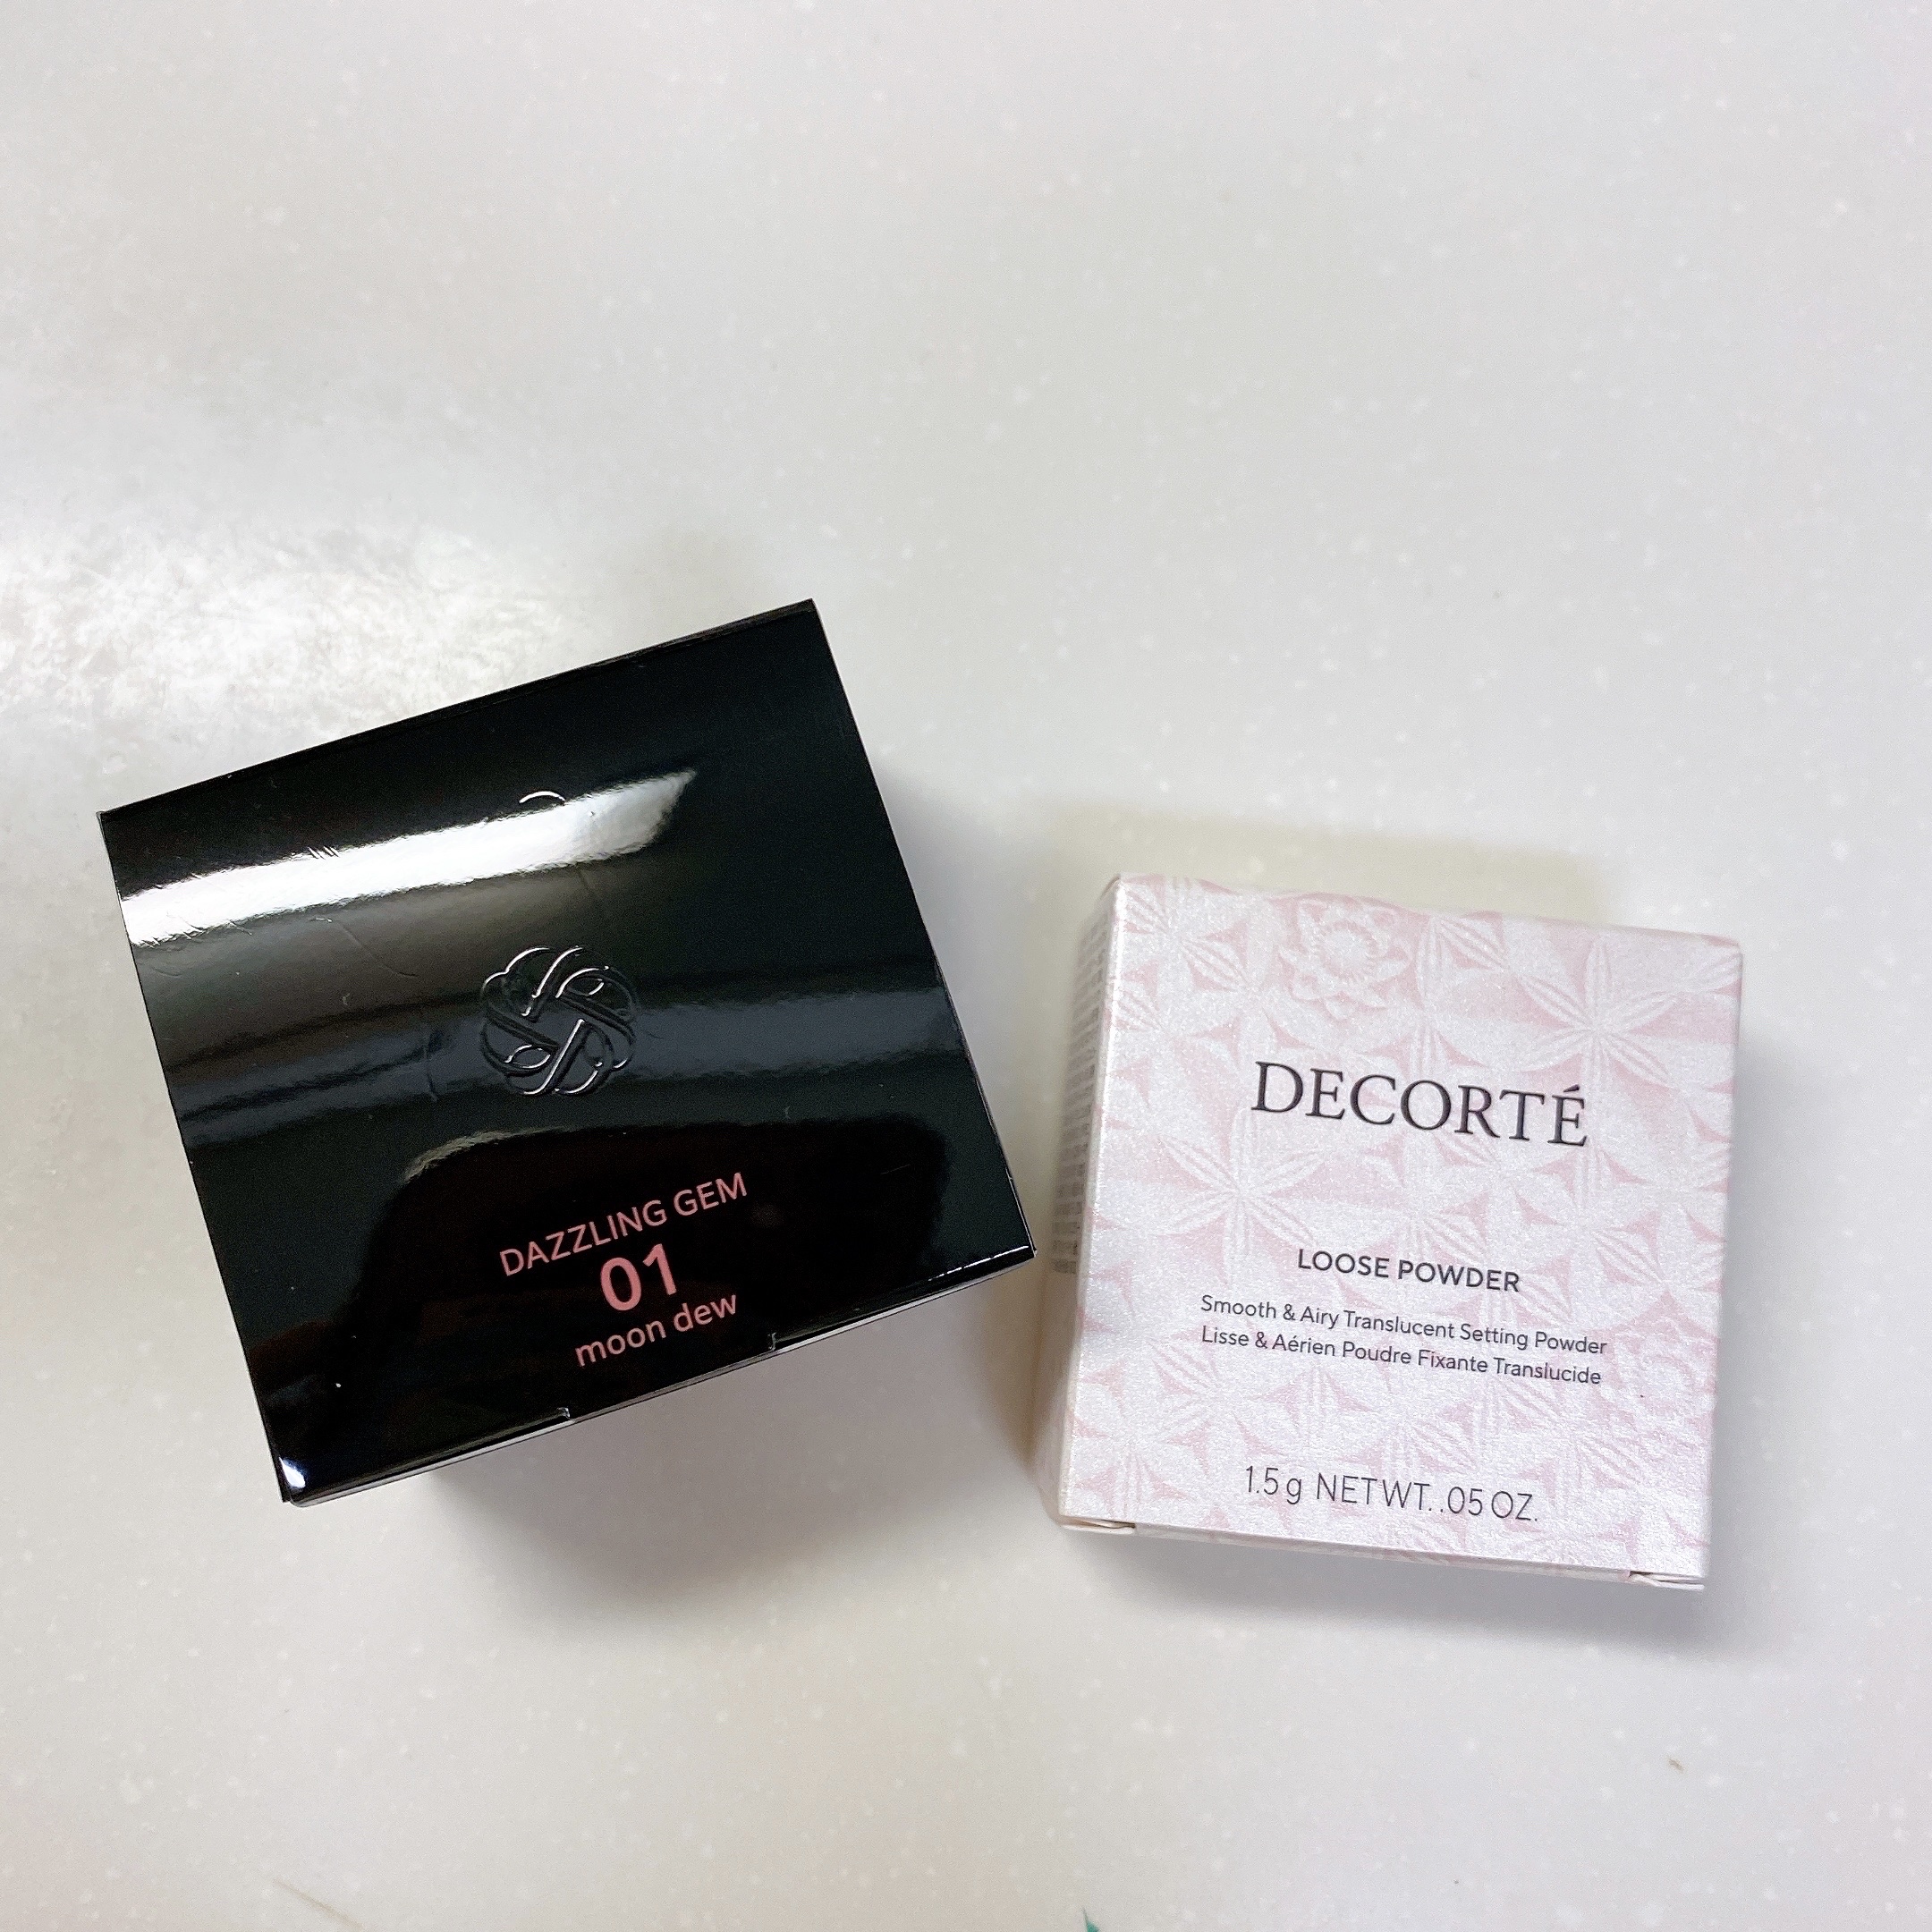 DAZZLING GEM
01
moon dew
DECORTÉ
LOOSE POWDER
Smooth & Airy Translucent Setting Powder
Lisse & Aérien Poudre Fixante Translucide
1.5 g NET WT. .05 OZ.